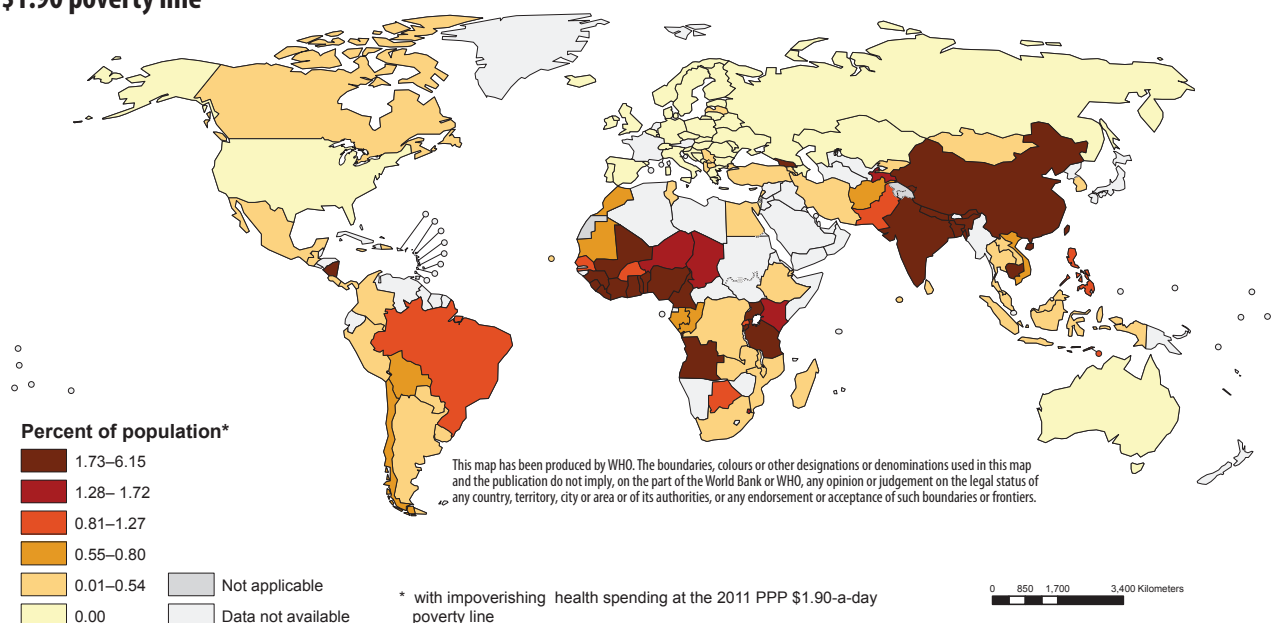 $1.90 poverty line
Percent of population*
1.73–6.15
1.28– 1.72
0.81–1.27
0.55–0.80
0.01–0.54
0.00
Not applicable
Data not available
This map has been produced by WHO. The boundaries, colours or other designations or denominations used in this map
and the publication do not imply, on the part of the World Bank or WHO, any opinion or judgement on the legal status of
any country, territory, city or area or of its authorities, or any endorsement or acceptance of such boundaries or frontiers.
* with impoverishing health spending at the 2011 PPP $1.90-a-day
poverty line
0 850 1,700 3,400 Kilometers